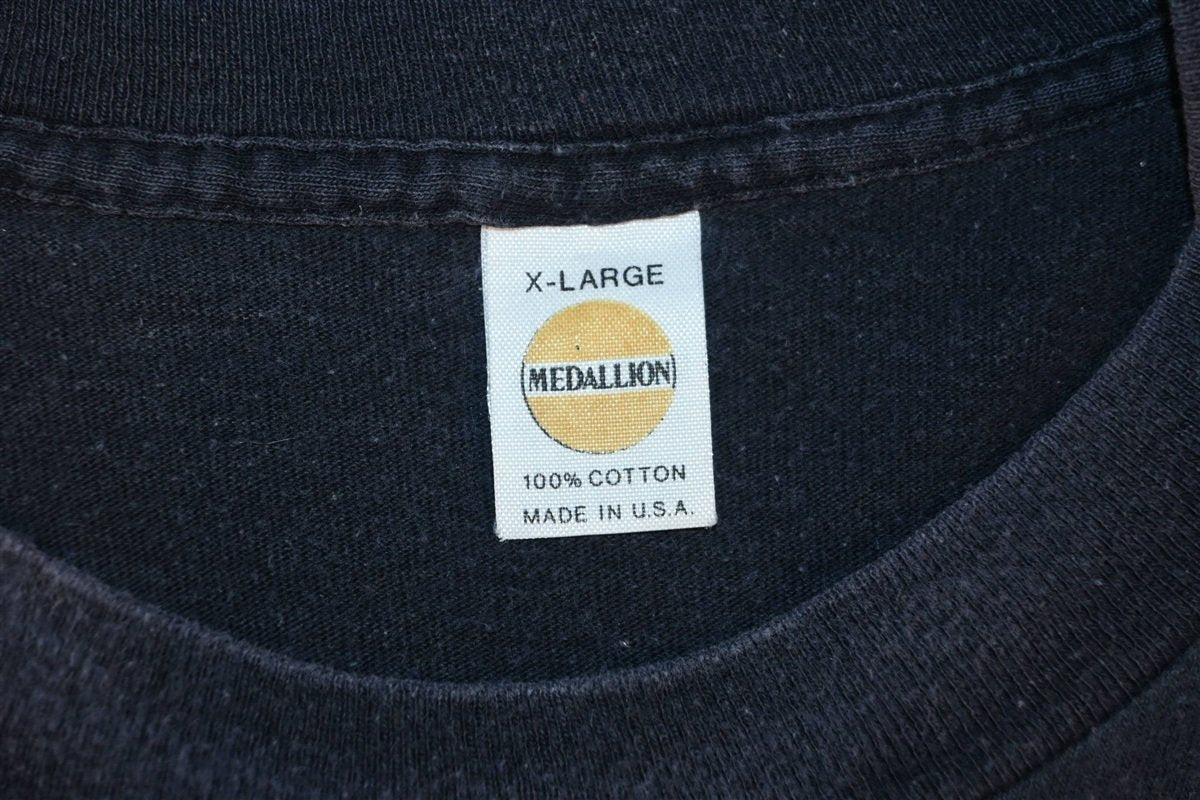 X-LARGE
MEDALLION
100% COTTON
MADE IN U.S.A.